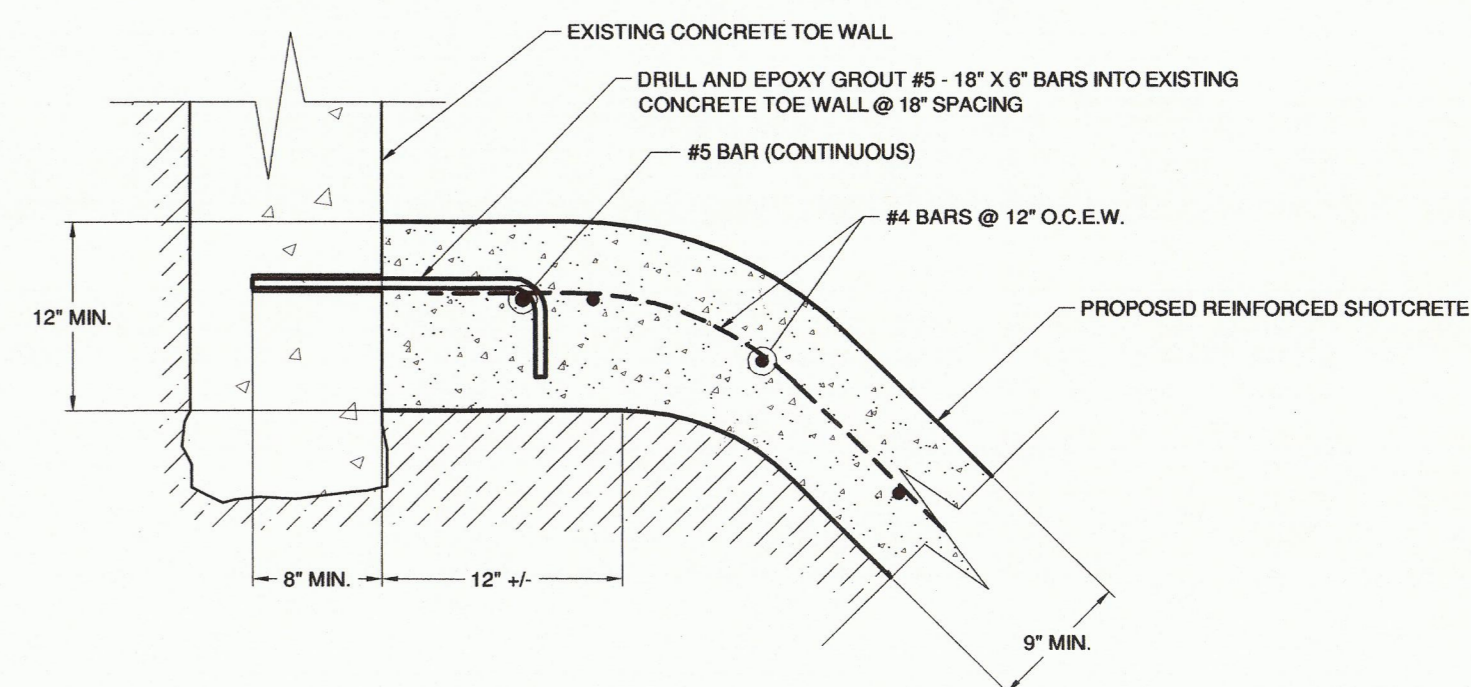 EXISTING CONCRETE TOE WALL
DRILL AND EPOXY GROUT #5 - 18" X 6" BARS INTO EXISTING
CONCRETE TOE WALL @ 18" SPACING
#5 BAR (CONTINUOUS)
#4 BARS @ 12" O.C.E.W.
PROPOSED REINFORCED SHOTCRETE
12" MIN.
8" MIN.
12" +/-
9" MIN.